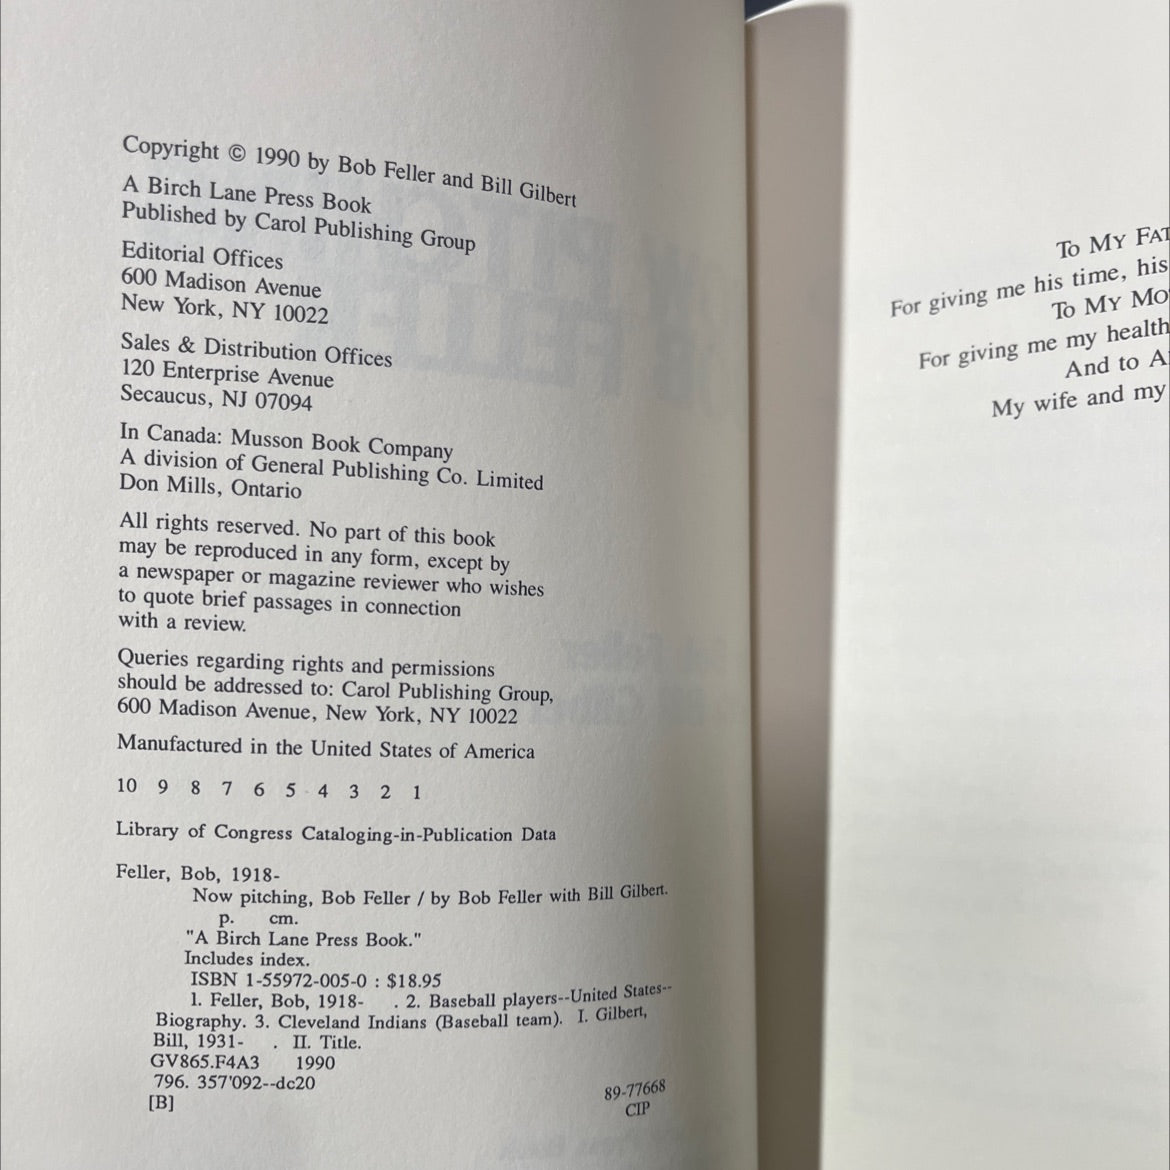 Copyright © 1990 by Bob Feller and Bill Gilbert
A Birch Lane Press Book
Published by Carol Publishing Group
Editorial Offices
600 Madison Avenue
New York, NY 10022
Sales & Distribution Offices
120 Enterprise Avenue
Secaucus, NJ 07094
In Canada: Musson Book Company
A division of General Publishing Co. Limited
Don Mills, Ontario
All rights reserved. No part of this book
may be reproduced in any form, except by
a newspaper or magazine reviewer who wishes
to quote brief passages in connection
with a review.
Queries regarding rights and permissions
should be addressed to: Carol Publishing Group,
600 Madison Avenue, New York, NY 10022
Manufactured in the United States of America
10 9 8 7 6 5 4 3 2 1
Library of Congress Cataloging-in-Publication Data
Feller, Bob, 1918-
Now pitching, Bob Feller / by Bob Feller with Bill Gilbert.
p. cm.
"A Birch Lane Press Book."
Includes index.
ISBN 1-55972-005-0 : $18.95
1. Feller, Bob, 1918- . 2. Baseball players--United States--
Biography. 3. Cleveland Indians (Baseball team). I. Gilbert,
Bill, 1931- . II. Title.
GV865.F4A3 1990
796. 357'092--dc20
[B]
89-77668
CIP
To My Fat
For giving me his time, his
To My Mo
For giving me my health
And to A
My wife and my